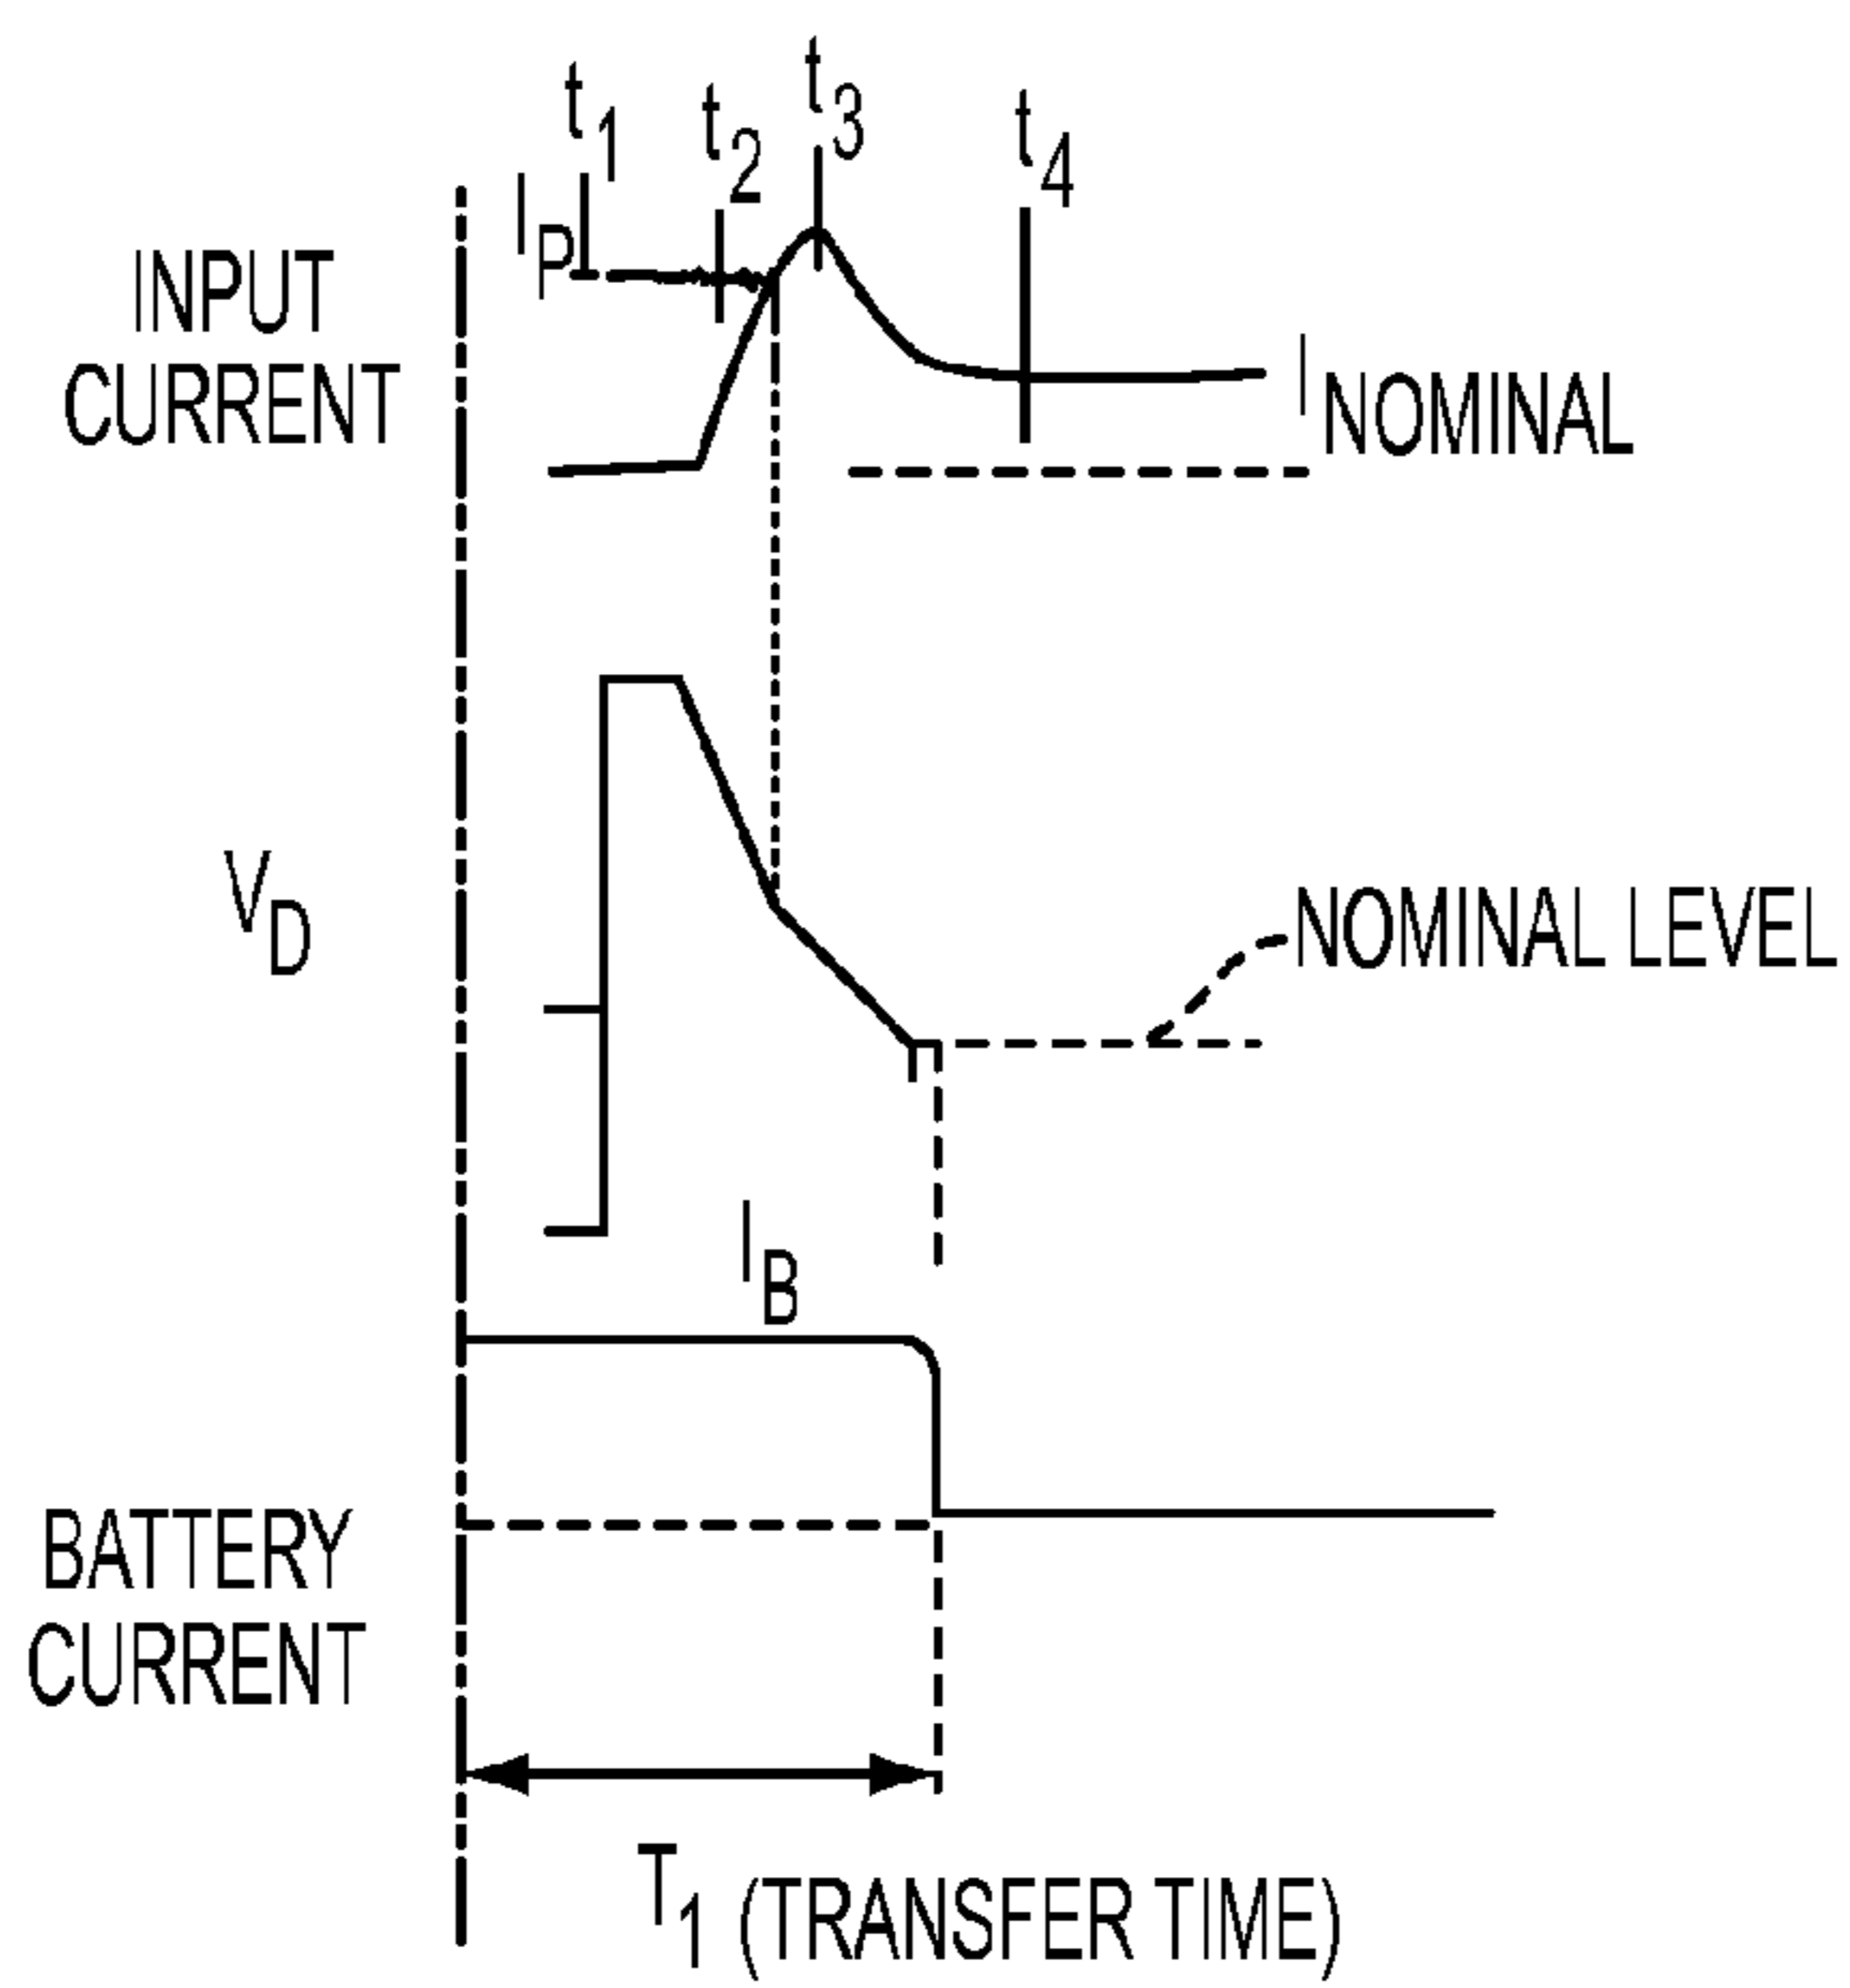 t1
t2
t3
t4
IP
INPUT
CURRENT
INOMINAL
VD
NOMINAL LEVEL
IB
BATTERY
CURRENT
T1 (TRANSFER TIME)